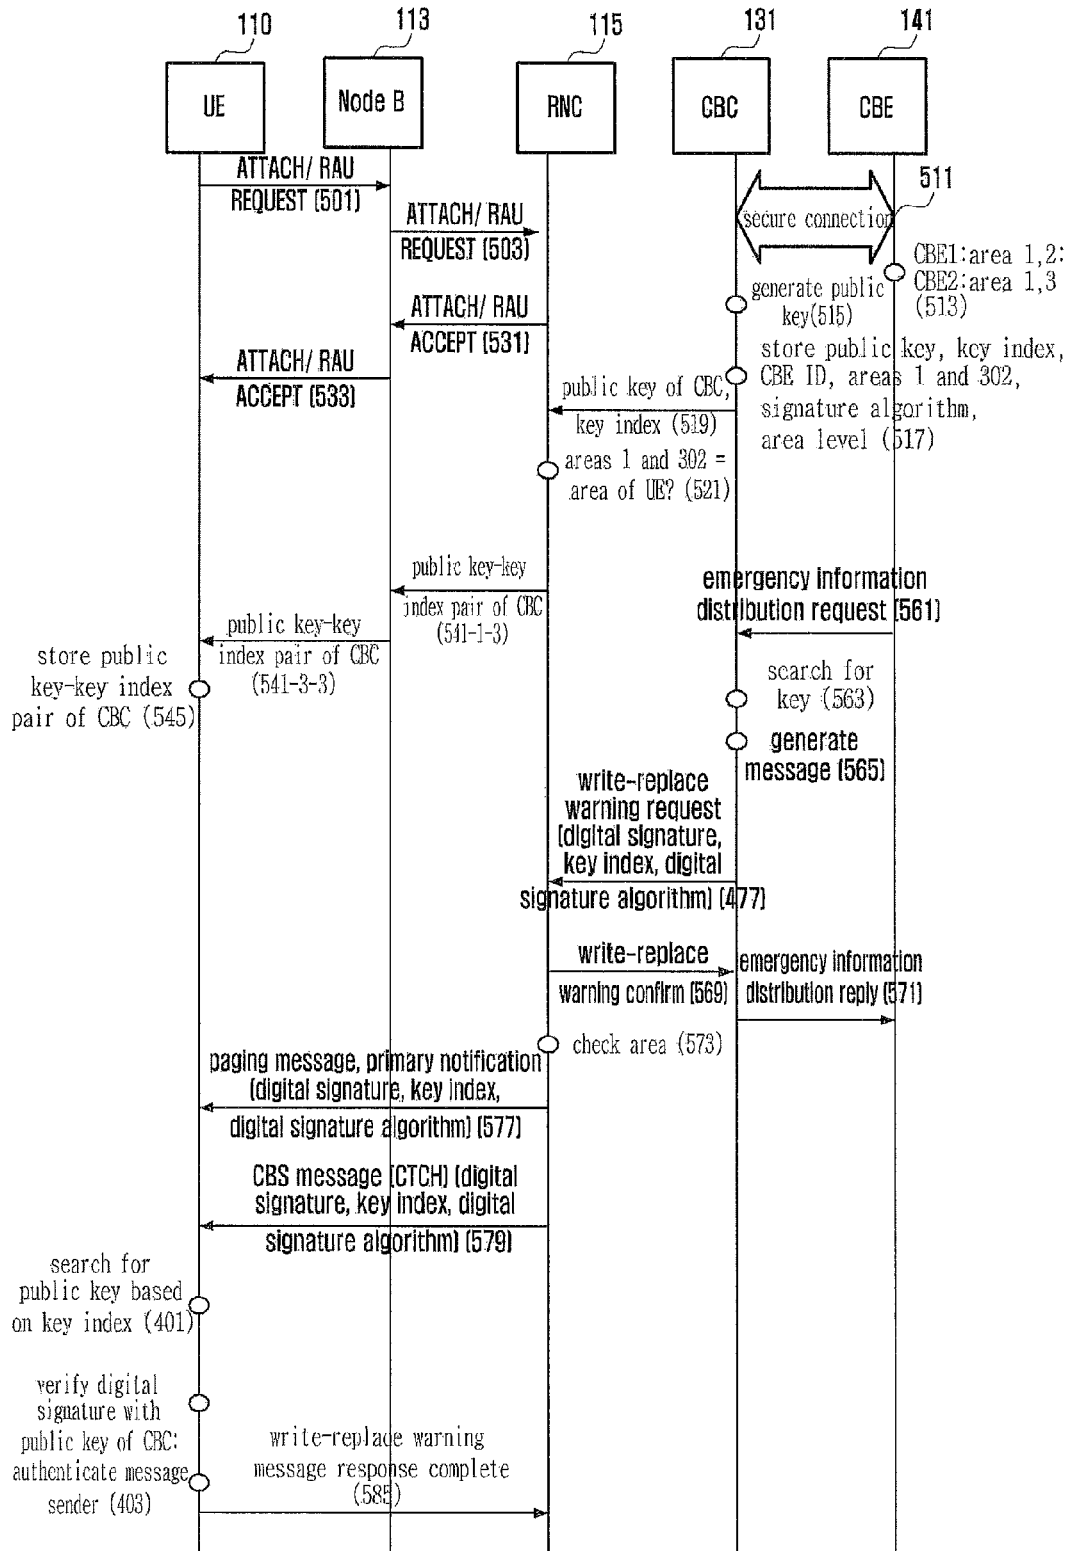 110
113
115
131
141
UE
Node B
RNC
CBC
CBE
ATTACH/ RAU
REQUEST (501)
ATTACH/ RAU
REQUEST (503)
511
secure connection
CBE1:area 1,2:
CBE2:area 1,3
(513)
generate public
key(515)
ATTACH/ RAU
ACCEPT (531)
ATTACH/ RAU
ACCEPT (533)
store public key, key index,
CBE ID, areas 1 and 302,
signature algorithm,
area level (517)
public key of CBC,
key index (519)
areas 1 and 302 =
area of UE? (521)
public key-key
index pair of CBC
(541-1-3)
public key-key
index pair of CBC
(541-3-3)
store public
key-key index
pair of CBC (545)
emergency information
distribution request (561)
search for
key (563)
generate
message (565)
write-replace
warning request
(digital signature,
key index, digital
signature algorithm) (477)
write-replace
warning confirm (569)
emergency information
distribution reply (571)
check area (573)
paging message, primary notification
(digital signature, key index,
digital signature algorithm) (577)
CBS message (CTCH) (digital
signature, key index, digital
signature algorithm) (579)
search for
public key based
on key index (401)
verify digital
signature with
public key of CBC:
authenticate message
sender (403)
write-replace warning
message response complete
(585)